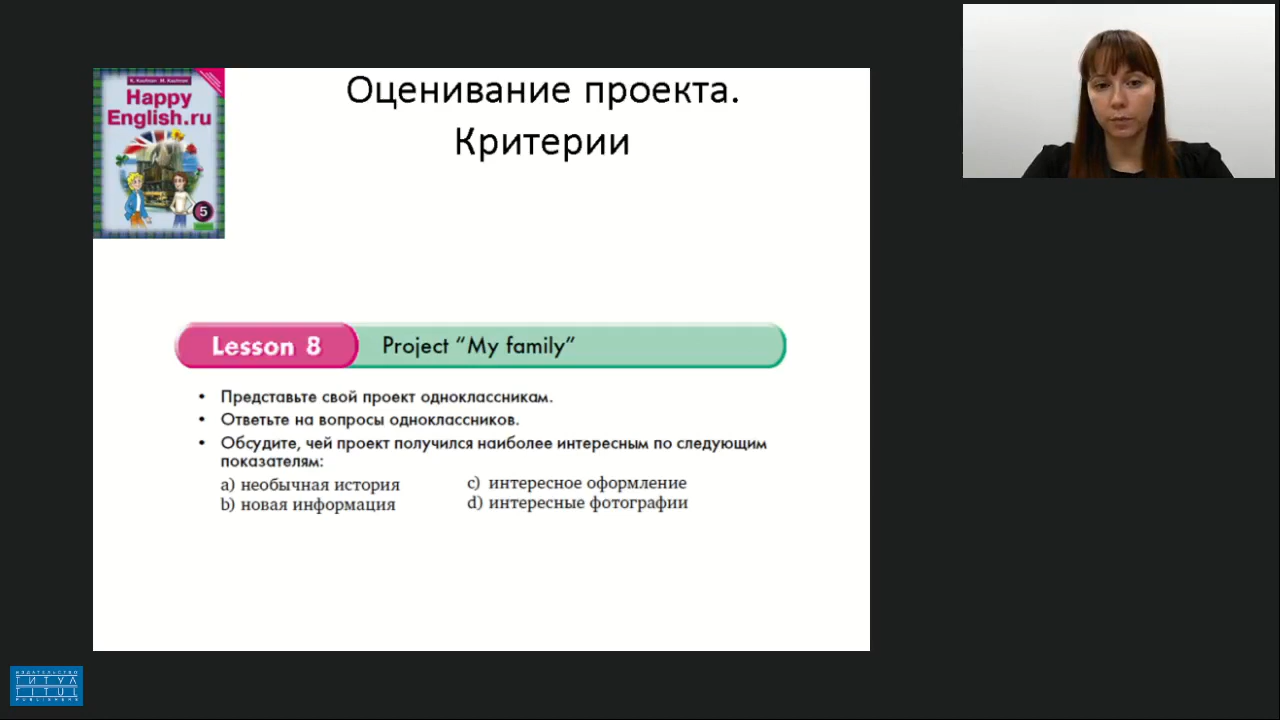 Оценивание проекта.
Критерии
Happy
English.ru
5
Lesson 8 Project “My family”
• Представьте свой проект одноклассникам.
• Ответьте на вопросы одноклассников.
• Обсудите, чей проект получился наиболее интересным по следующим
показателям:
a) необычная история
b) новая информация
c) интересное оформление
d) интересные фотографии
ИЗДАТЕЛЬСТВО
ТИТУЛ
TITUL
PUBLISHERS